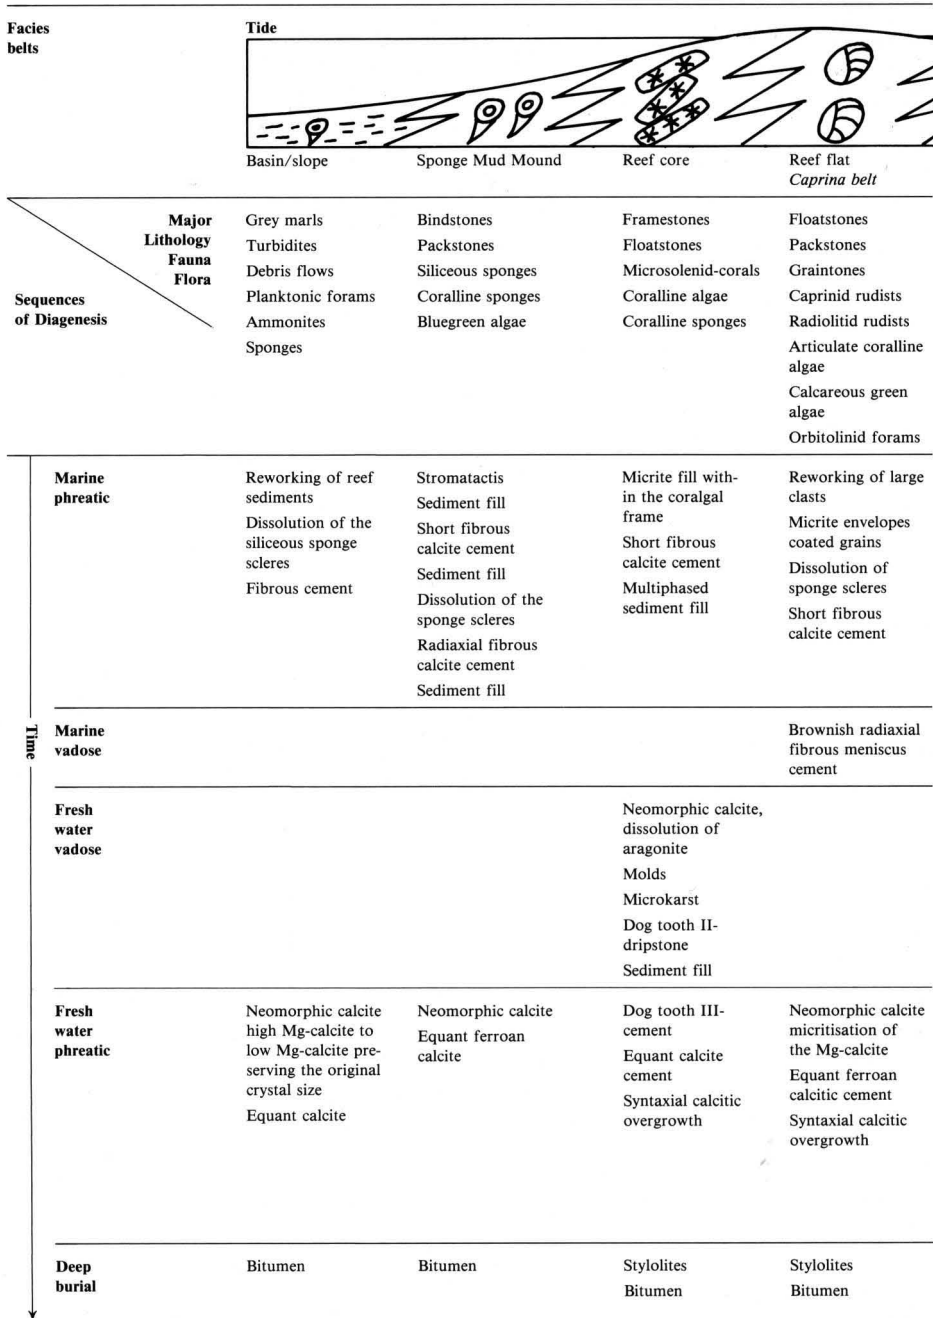 Facies
belts
Tide
Basin/slope
Sponge Mud Mound
Reef core
Reef flat
Caprina belt
Major
Lithology
Fauna
Flora
Sequences
of Diagenesis
Grey marls
Turbidites
Debris flows
Planktonic forams
Ammonites
Sponges
Bindstones
Packstones
Siliceous sponges
Coralline sponges
Bluegreen algae
Framestones
Floatstones
Microsolenid-corals
Coralline algae
Coralline sponges
Floatstones
Packstones
Graintones
Caprinid rudists
Radiolitid rudists
Articulate coralline
algae
Calcareous green
algae
Orbitolinid forams
Time
Marine
phreatic
Reworking of reef
sediments
Dissolution of the
siliceous sponge
scleres
Fibrous cement
Stromatactis
Sediment fill
Short fibrous
calcite cement
Sediment fill
Dissolution of the
sponge scleres
Radiaxial fibrous
calcite cement
Sediment fill
Micrite fill with-
in the coralgal
frame
Short fibrous
calcite cement
Multiphased
sediment fill
Reworking of large
clasts
Micrite envelopes
coated grains
Dissolution of
sponge scleres
Short fibrous
calcite cement
Marine
vadose
Brownish radiaxial
fibrous meniscus
cement
Fresh
water
vadose
Neomorphic calcite,
dissolution of
aragonite
Molds
Microkarst
Dog tooth II-
dripstone
Sediment fill
Fresh
water
phreatic
Neomorphic calcite
high Mg-calcite to
low Mg-calcite pre-
serving the original
crystal size
Equant calcite
Neomorphic calcite
Equant ferroan
calcite
Dog tooth III-
cement
Equant calcite
cement
Syntaxial calcitic
overgrowth
Neomorphic calcite
micritisation of
the Mg-calcite
Equant ferroan
calcitic cement
Syntaxial calcitic
overgrowth
Deep
burial
Bitumen
Bitumen
Stylolites
Bitumen
Stylolites
Bitumen